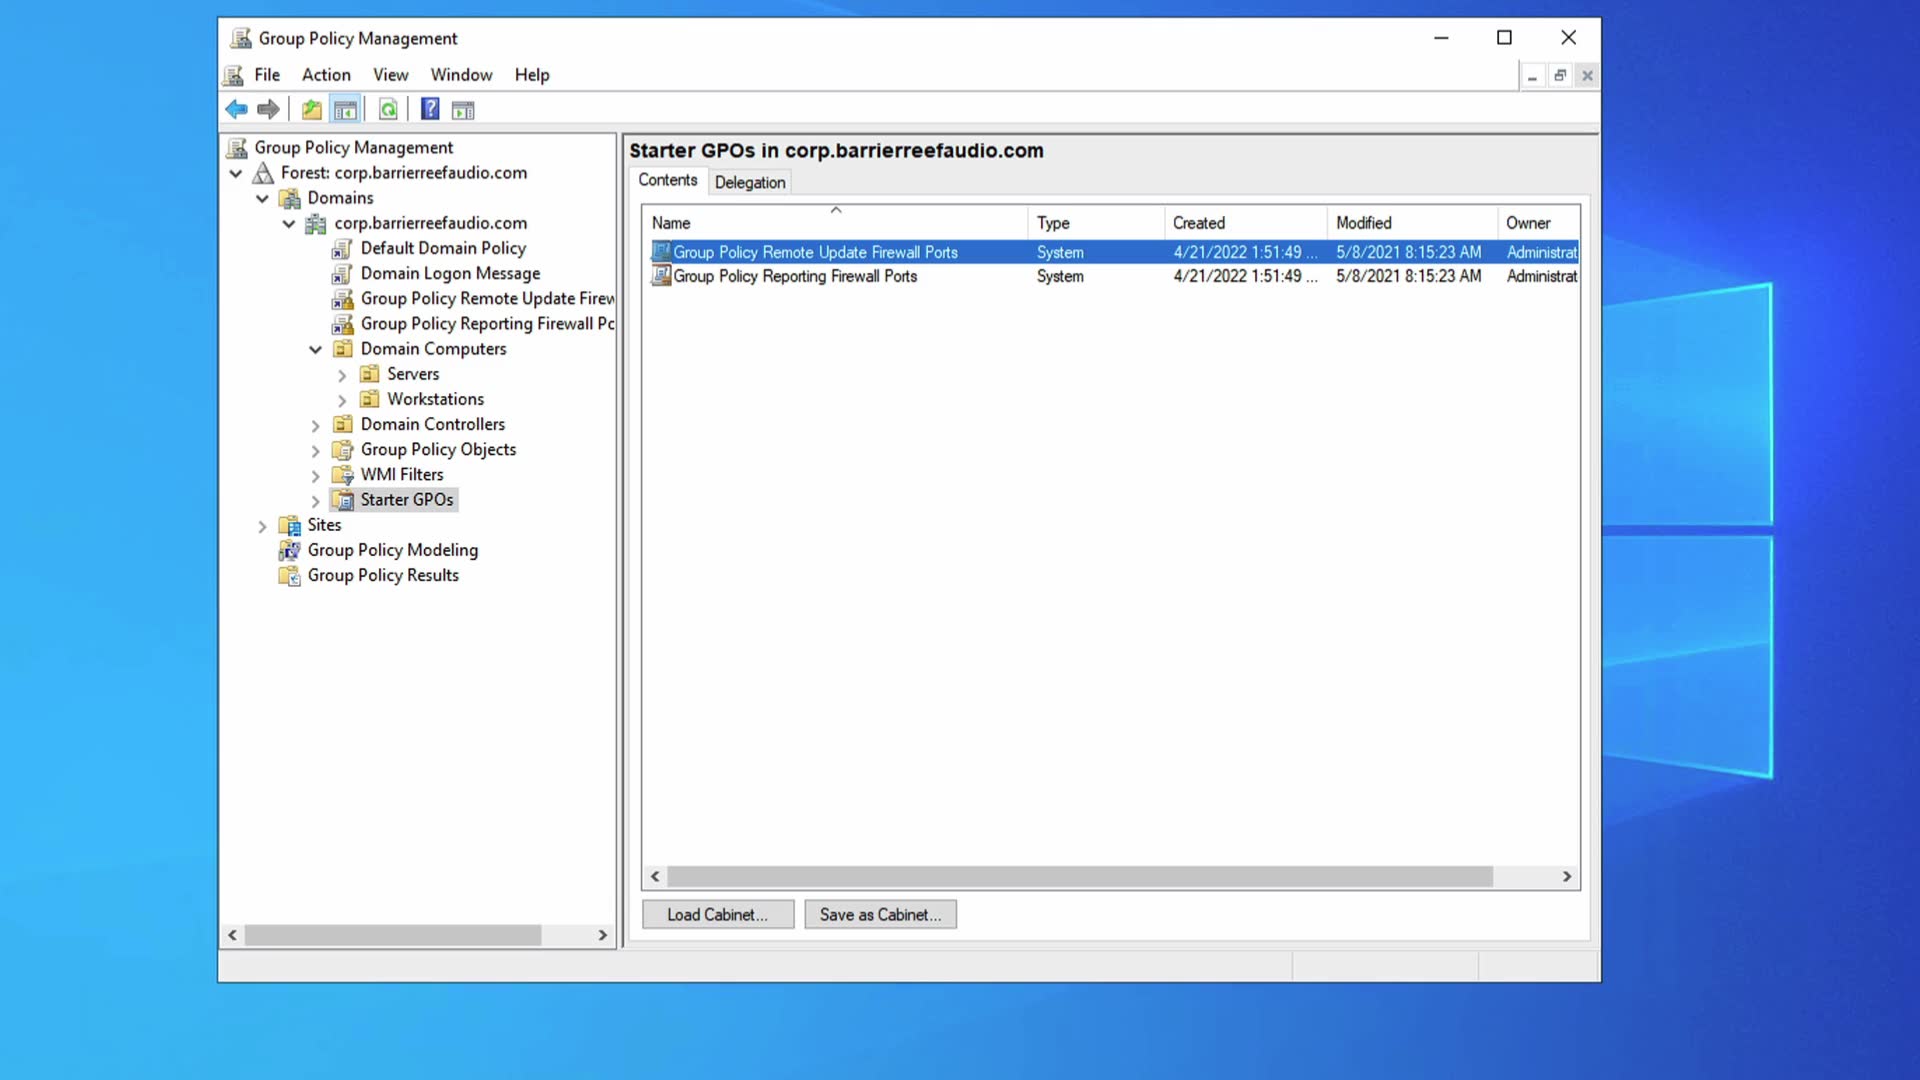 Group Policy Management
File Action View Window Help
Group Policy Management
Forest: corp.barrierreefaudio.com
Domains
corp.barrierreefaudio.com
Default Domain Policy
Domain Logon Message
Group Policy Remote Update Firew
Group Policy Reporting Firewall Pc
Domain Computers
Servers
Workstations
Domain Controllers
Group Policy Objects
WMI Filters
Starter GPOs
Sites
Group Policy Modeling
Group Policy Results
Starter GPOs in corp.barrierreefaudio.com
Contents Delegation
Name Type Created Modified Owner
Group Policy Remote Update Firewall Ports System 4/21/2022 1:51:49 ... 5/8/2021 8:15:23 AM Administrat
Group Policy Reporting Firewall Ports System 4/21/2022 1:51:49 ... 5/8/2021 8:15:23 AM Administrat
Load Cabinet... Save as Cabinet...